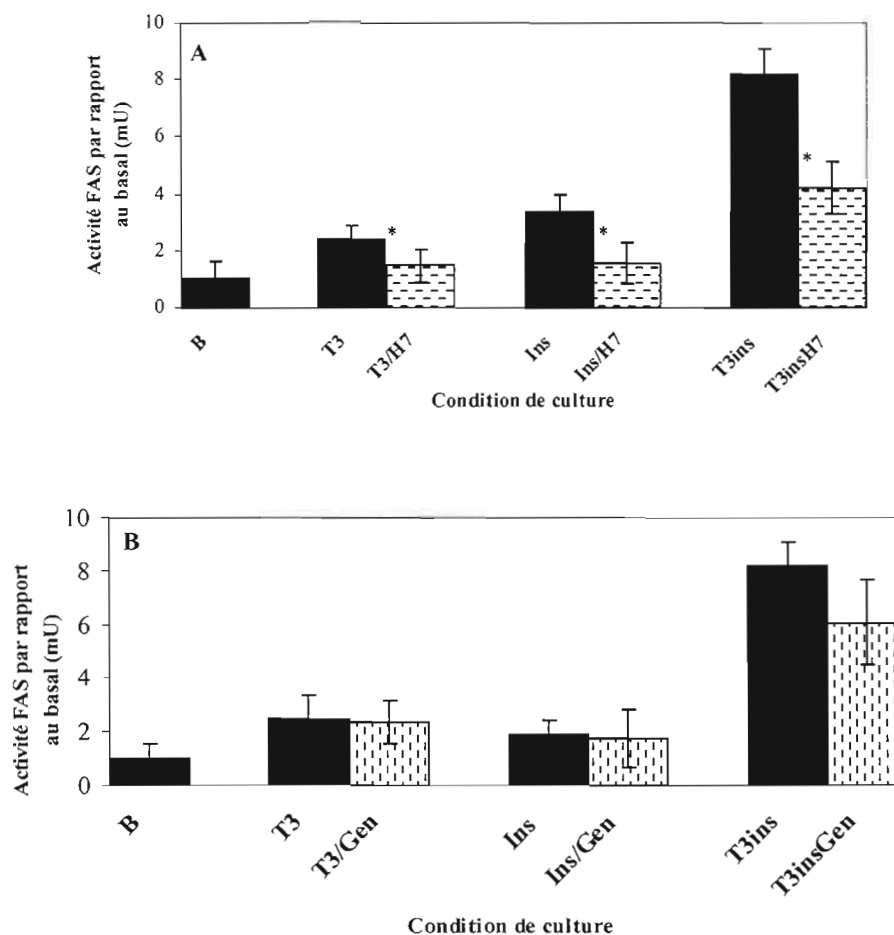 A
Activité FAS par rapport
au basal (mU)
10
8
6
4
2
0
*
*
*
B
T3
T3/H7
Ins
Ins/H7
T3ins
T3insH7
Condition de culture
B
Activité FAS par rapport
au basal (mU)
10
8
6
4
2
0
B
T3
T3/Gen
Ins
Ins/Gen
T3ins
T3insGen
Condition de culture